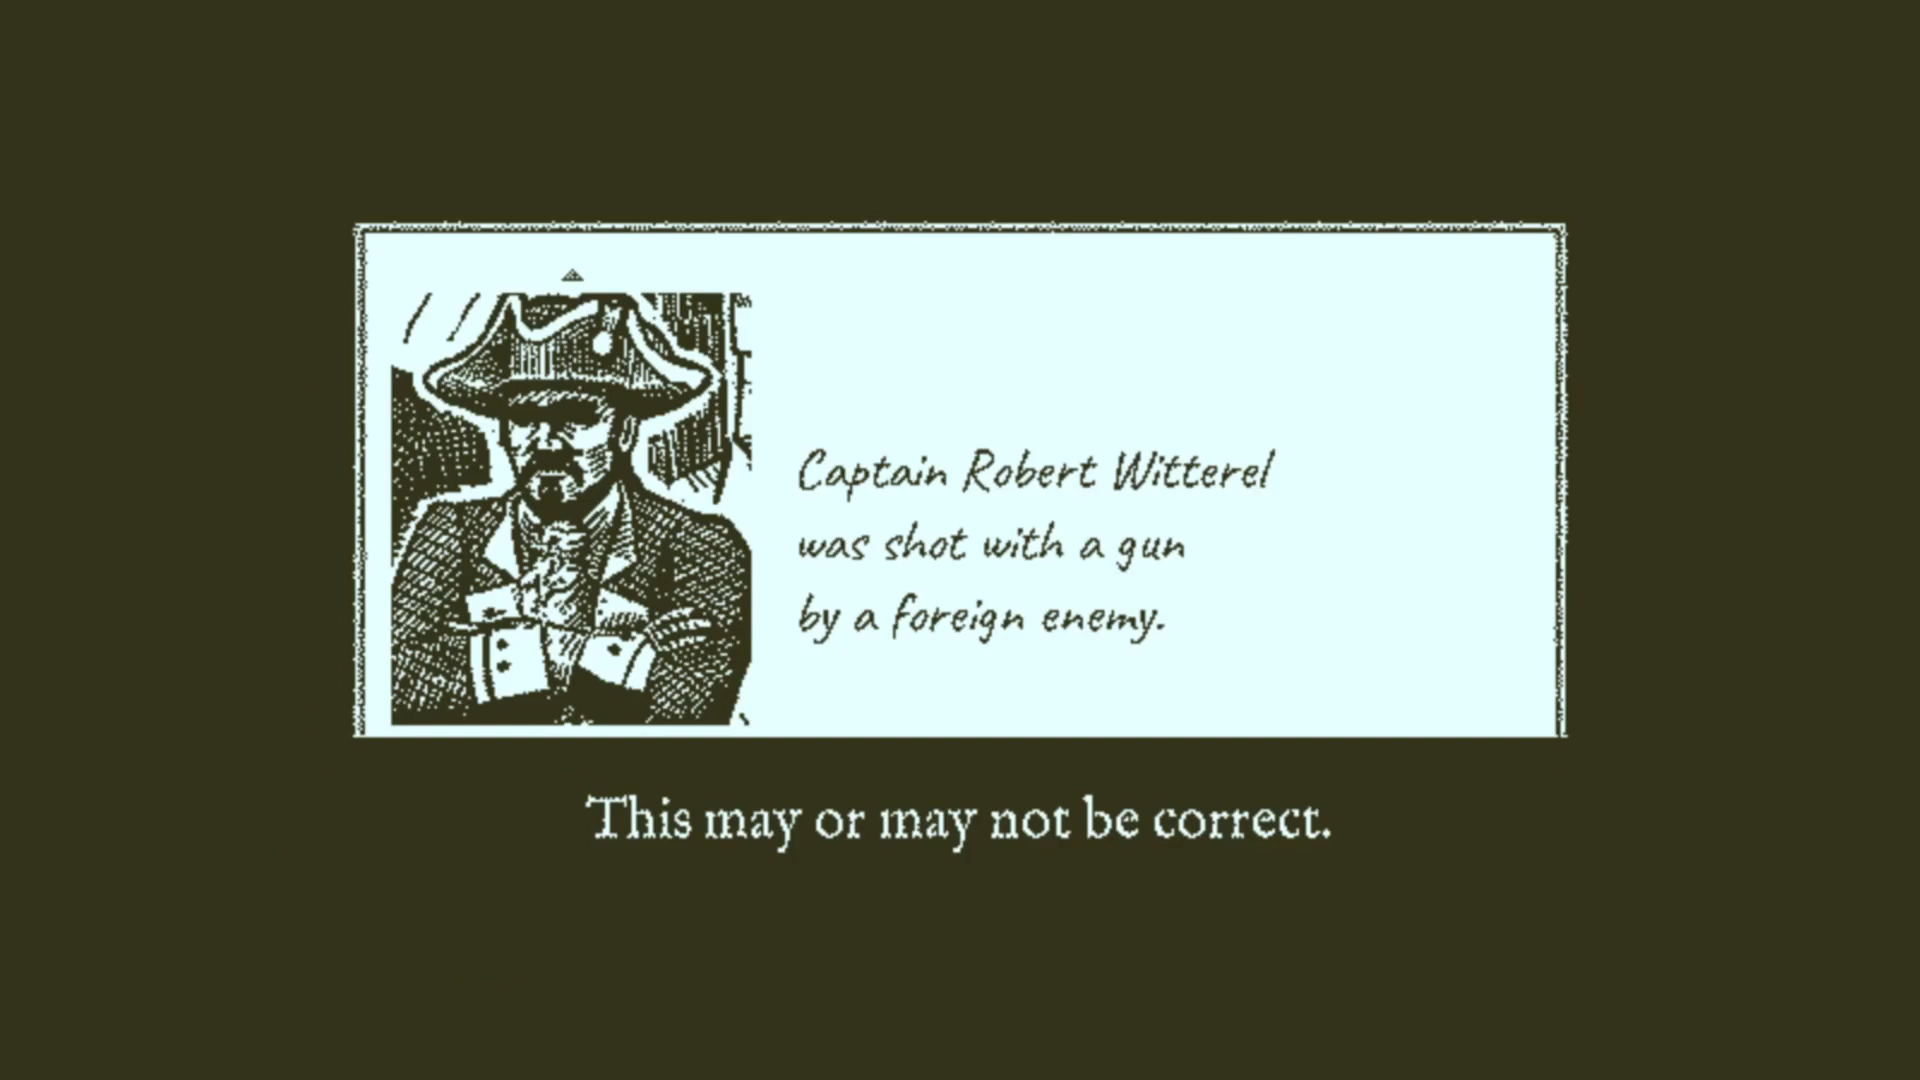 Captain Robert Witterel
was shot with a gun
by a foreign enemy.
This may or may not be correct.